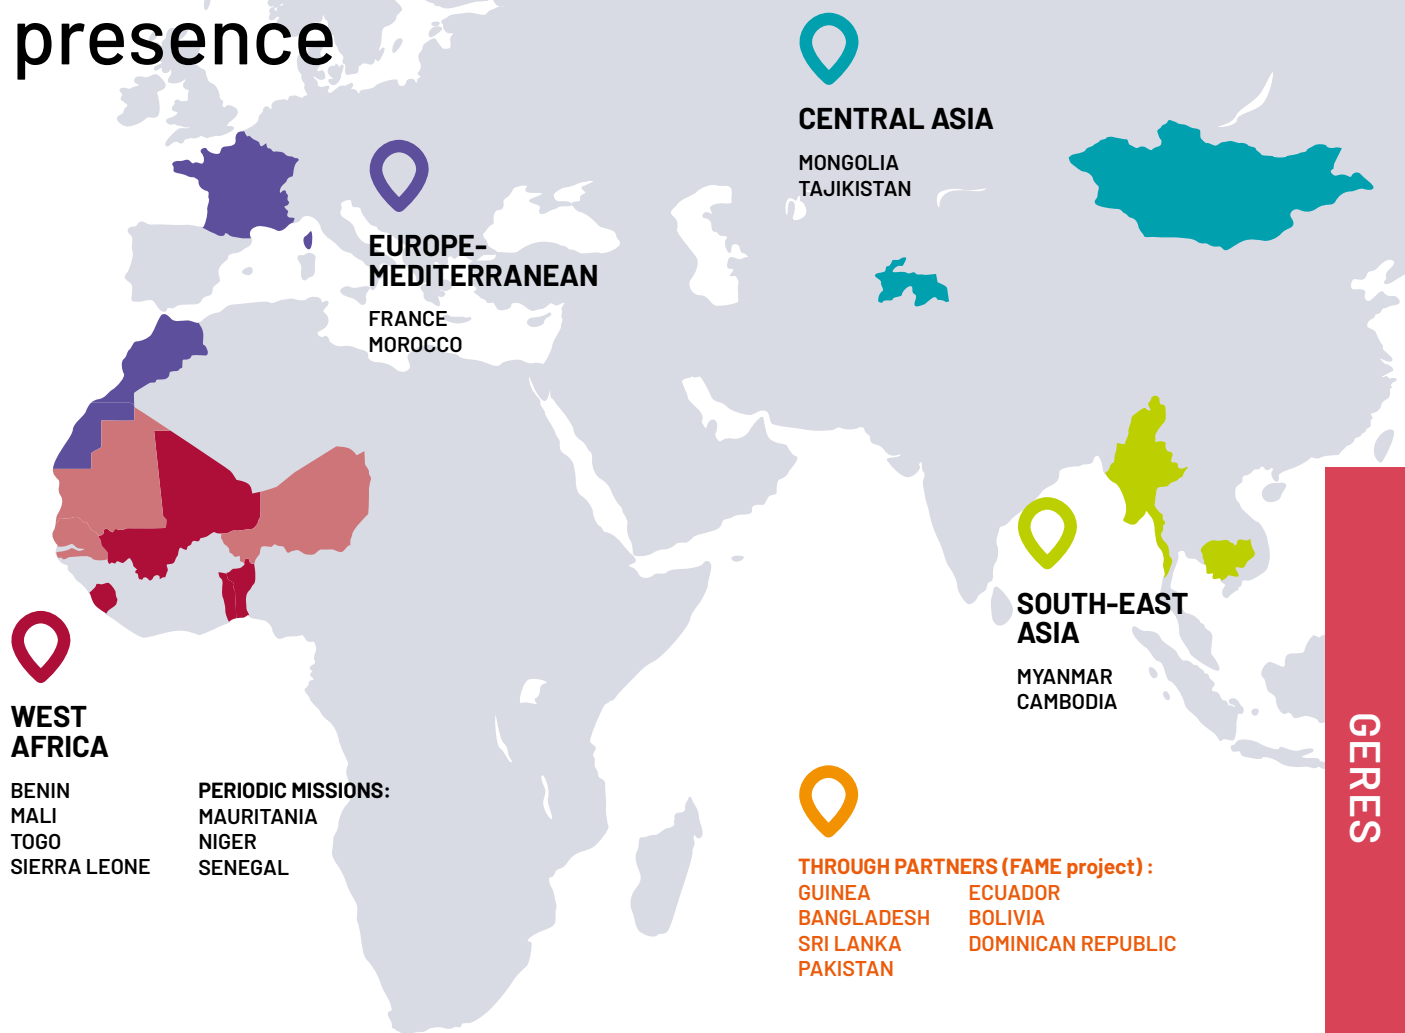 presence
CENTRAL ASIA
MONGOLIA
TAJIKISTAN
EUROPE-
MEDITERRANEAN
FRANCE
MOROCCO
SOUTH-EAST
ASIA
MYANMAR
CAMBODIA
WEST
AFRICA
BENIN
MALI
TOGO
SIERRA LEONE
PERIODIC MISSIONS:
MAURITANIA
NIGER
SENEGAL
THROUGH PARTNERS (FAME project) :
GUINEA
BANGLADESH
SRI LANKA
PAKISTAN
ECUADOR
BOLIVIA
DOMINICAN REPUBLIC
GERES